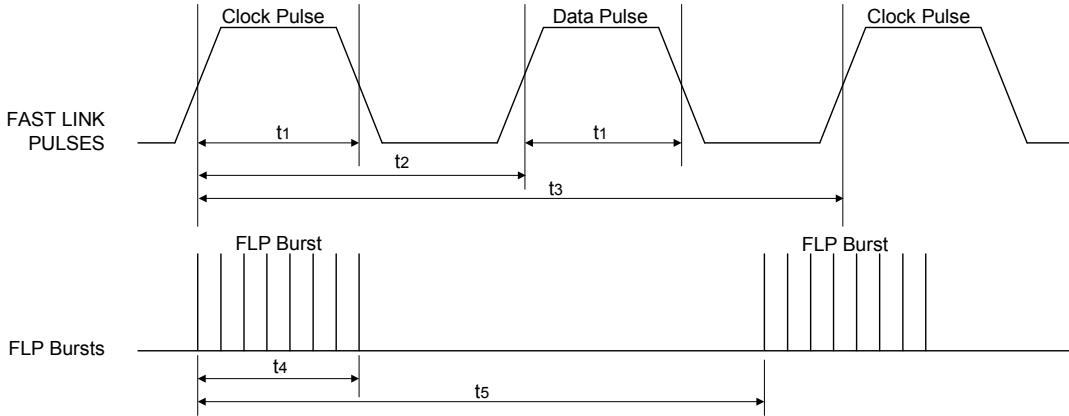 Clock Pulse
Data Pulse
Clock Pulse
FAST LINK
PULSES
t1
t1
t2
t3
FLP Burst
FLP Burst
FLP Bursts
t4
t5